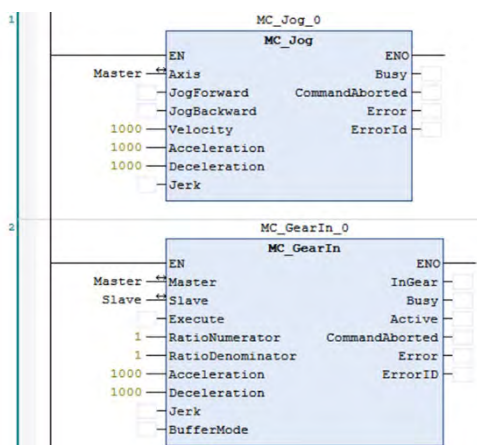 1
MC_Jog_0
MC_Jog
EN ENO
Master Axis Busy
JogForward CommandAborted
JogBackward Error
1000 Velocity ErrorId
1000 Acceleration
1000 Deceleration
Jerk
2
MC_GearIn_0
MC_GearIn
EN ENO
Master Master InGear
Slave Slave Busy
Execute Active
1 RatioNumerator CommandAborted
1 RatioDenominator Error
1000 Acceleration ErrorID
1000 Deceleration
Jerk
BufferMode